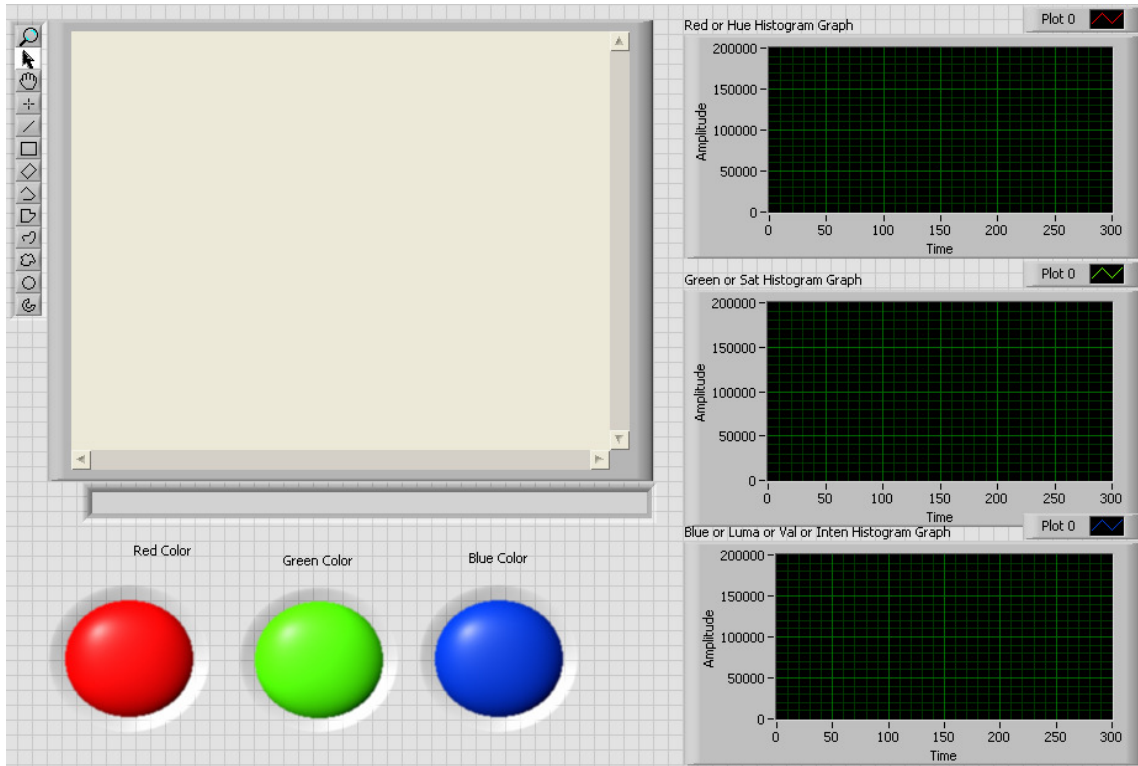 Plot 0
Red or Hue Histogram Graph
200000
150000
100000
50000
0
Amplitude
0 50 100 150 200 250 300
Time
Plot 0
Green or Sat Histogram Graph
200000
150000
100000
50000
0
Amplitude
0 50 100 150 200 250 300
Time
Plot 0
Blue or Luma or Val or Inten Histogram Graph
200000
150000
100000
50000
0
Amplitude
0 50 100 150 200 250 300
Time
Red Color
Green Color
Blue Color